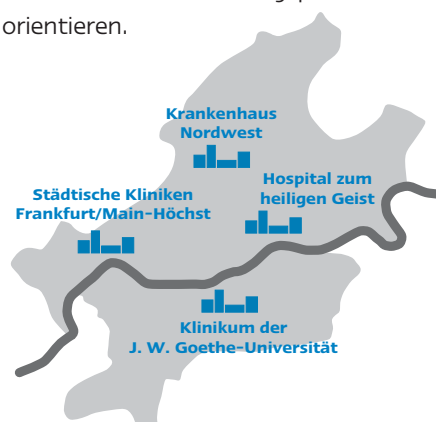 orientieren.
Krankenhaus
Nordwest
Hospital zum
heiligen Geist
Städtische Kliniken
Frankfurt/Main-Höchst
Klinikum der
J. W. Goethe-Universität